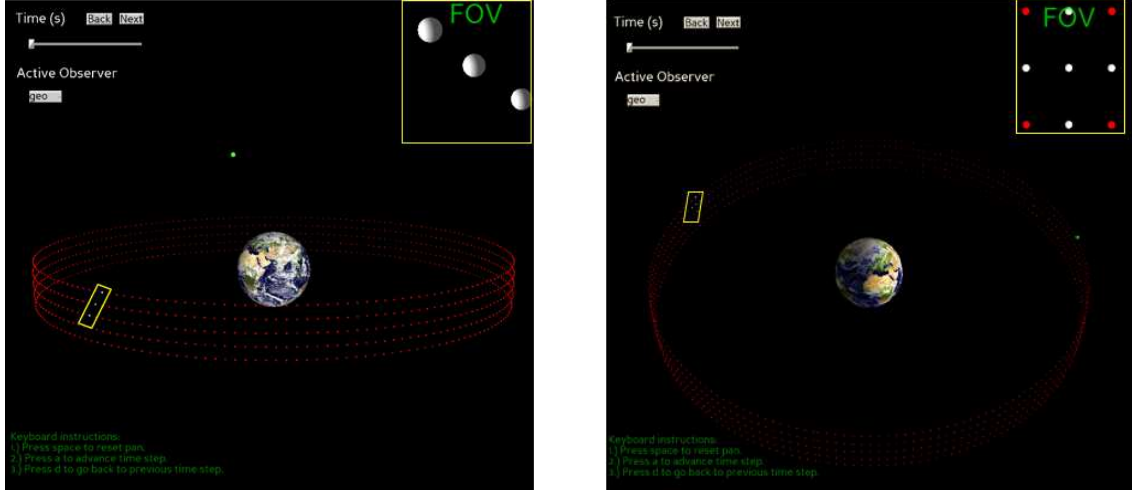 Time (s) Back Next
FOV
Active Observer
geo
Keyboard instructions:
1.) Press space to reset pan.
2.) Press a to advance time step.
3.) Press d to go back to previous time step.
Time (s) Back Next
FOV
Active Observer
geo
Keyboard instructions:
1.) Press space to reset pan.
2.) Press a to advance time step.
3.) Press d to go back to previous time step.